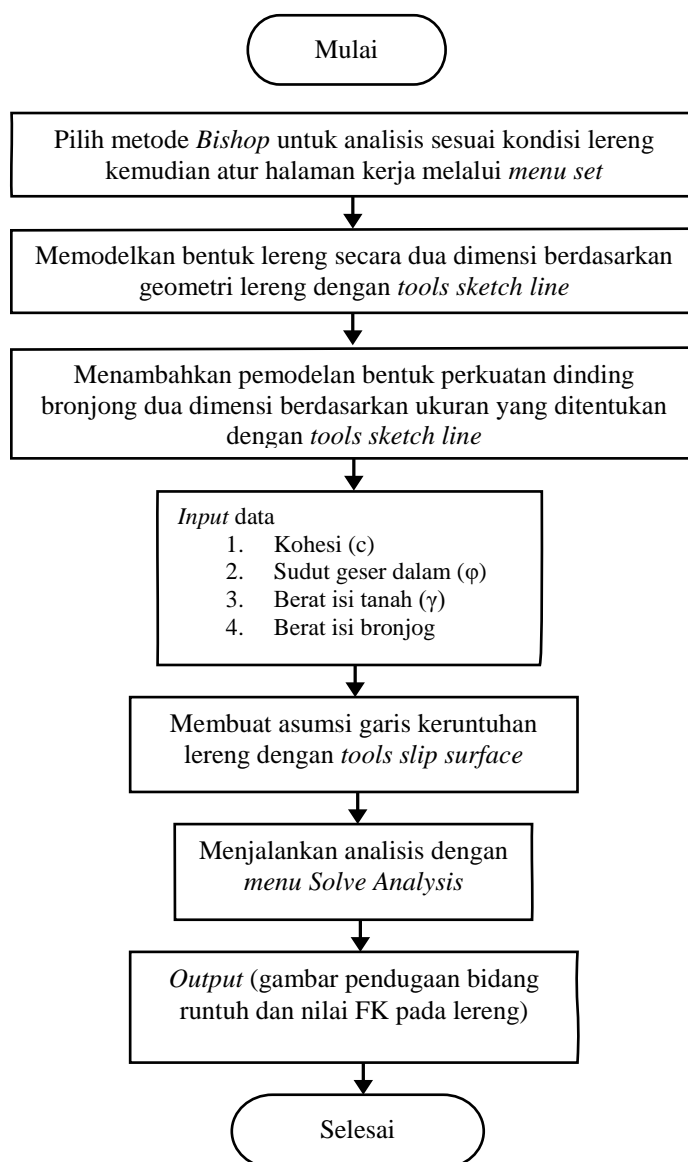 Mulai
Pilih metode Bishop untuk analisis sesuai kondisi lereng
kemudian atur halaman kerja melalui menu set
Memodelkan bentuk lereng secara dua dimensi berdasarkan
geometri lereng dengan tools sketch line
Menambahkan pemodelan bentuk perkuatan dinding
bronjong dua dimensi berdasarkan ukuran yang ditentukan
dengan tools sketch line
Input data
1. Kohesi (c)
2. Sudut geser dalam (φ)
3. Berat isi tanah (γ)
4. Berat isi bronjog
Membuat asumsi garis keruntuhan
lereng dengan tools slip surface
Menjalankan analisis dengan
menu Solve Analysis
Output (gambar pendugaan bidang
runtuh dan nilai FK pada lereng)
Selesai